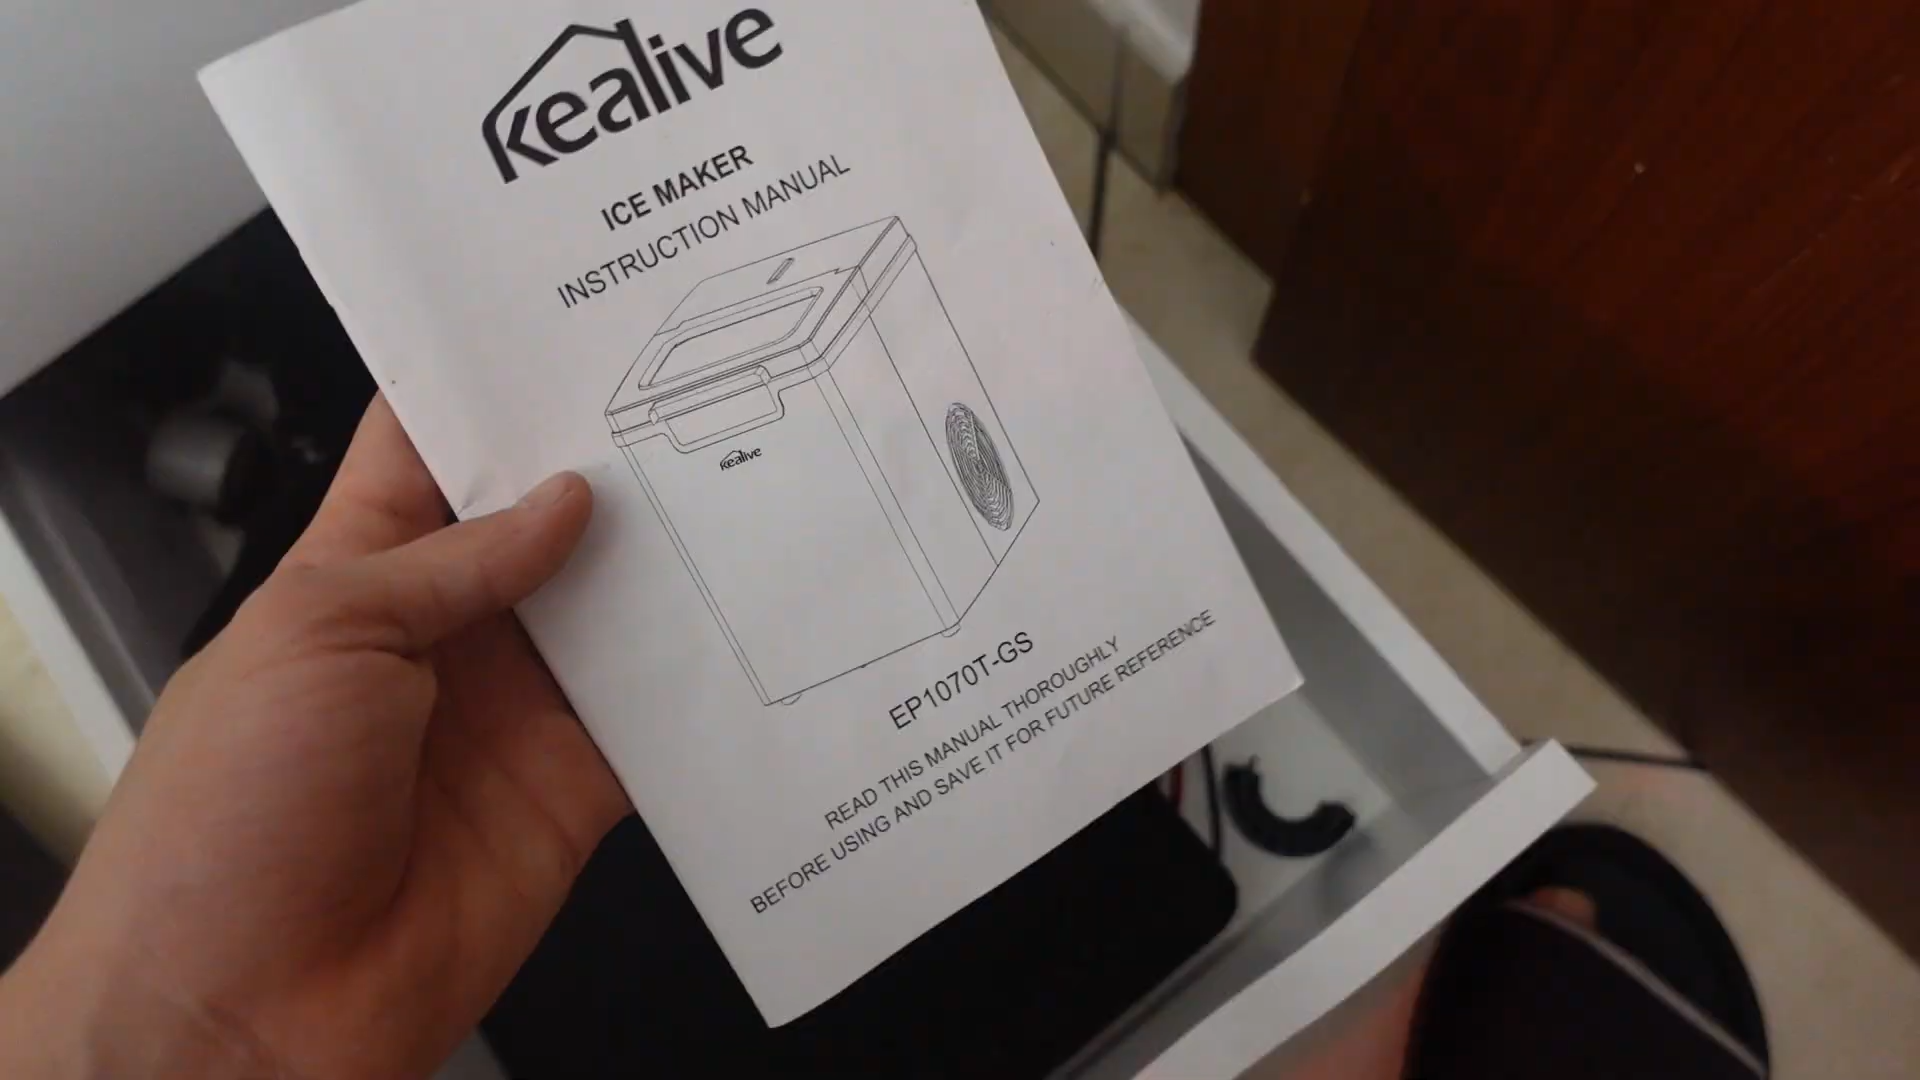 kealive
ICE MAKER
INSTRUCTION MANUAL
kealive
EP1070T-GS
READ THIS MANUAL THOROUGHLY
BEFORE USING AND SAVE IT FOR FUTURE REFERENCE